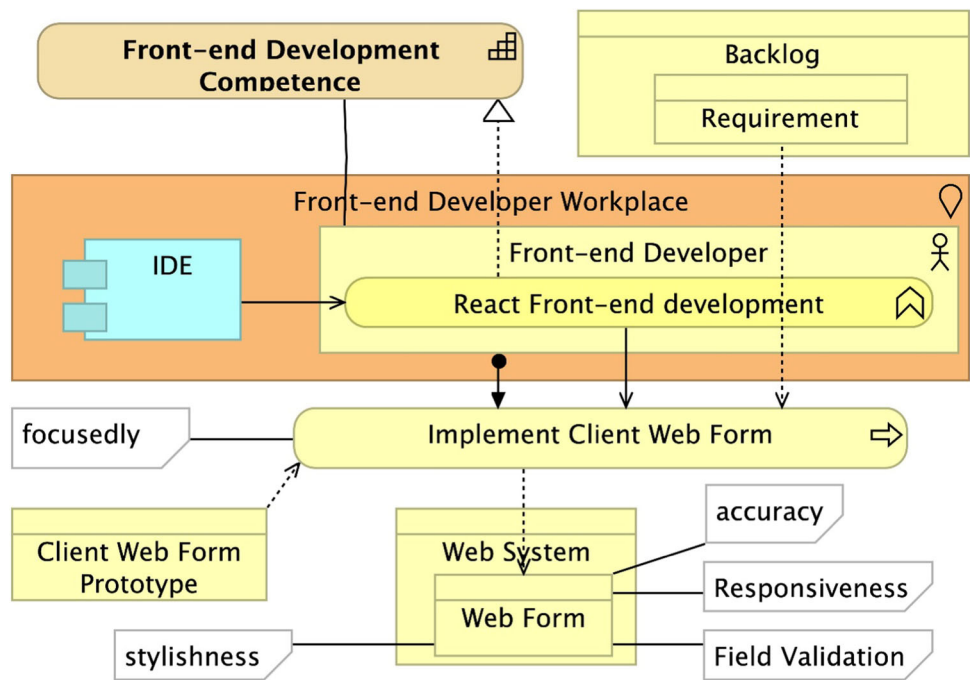 Front-end Development
Competence
Backlog
Requirement
Front-end Developer Workplace
IDE
Front-end Developer
React Front-end development
focusedly
Implement Client Web Form
Client Web Form
Prototype
Web System
Web Form
accuracy
Responsiveness
stylishness
Field Validation